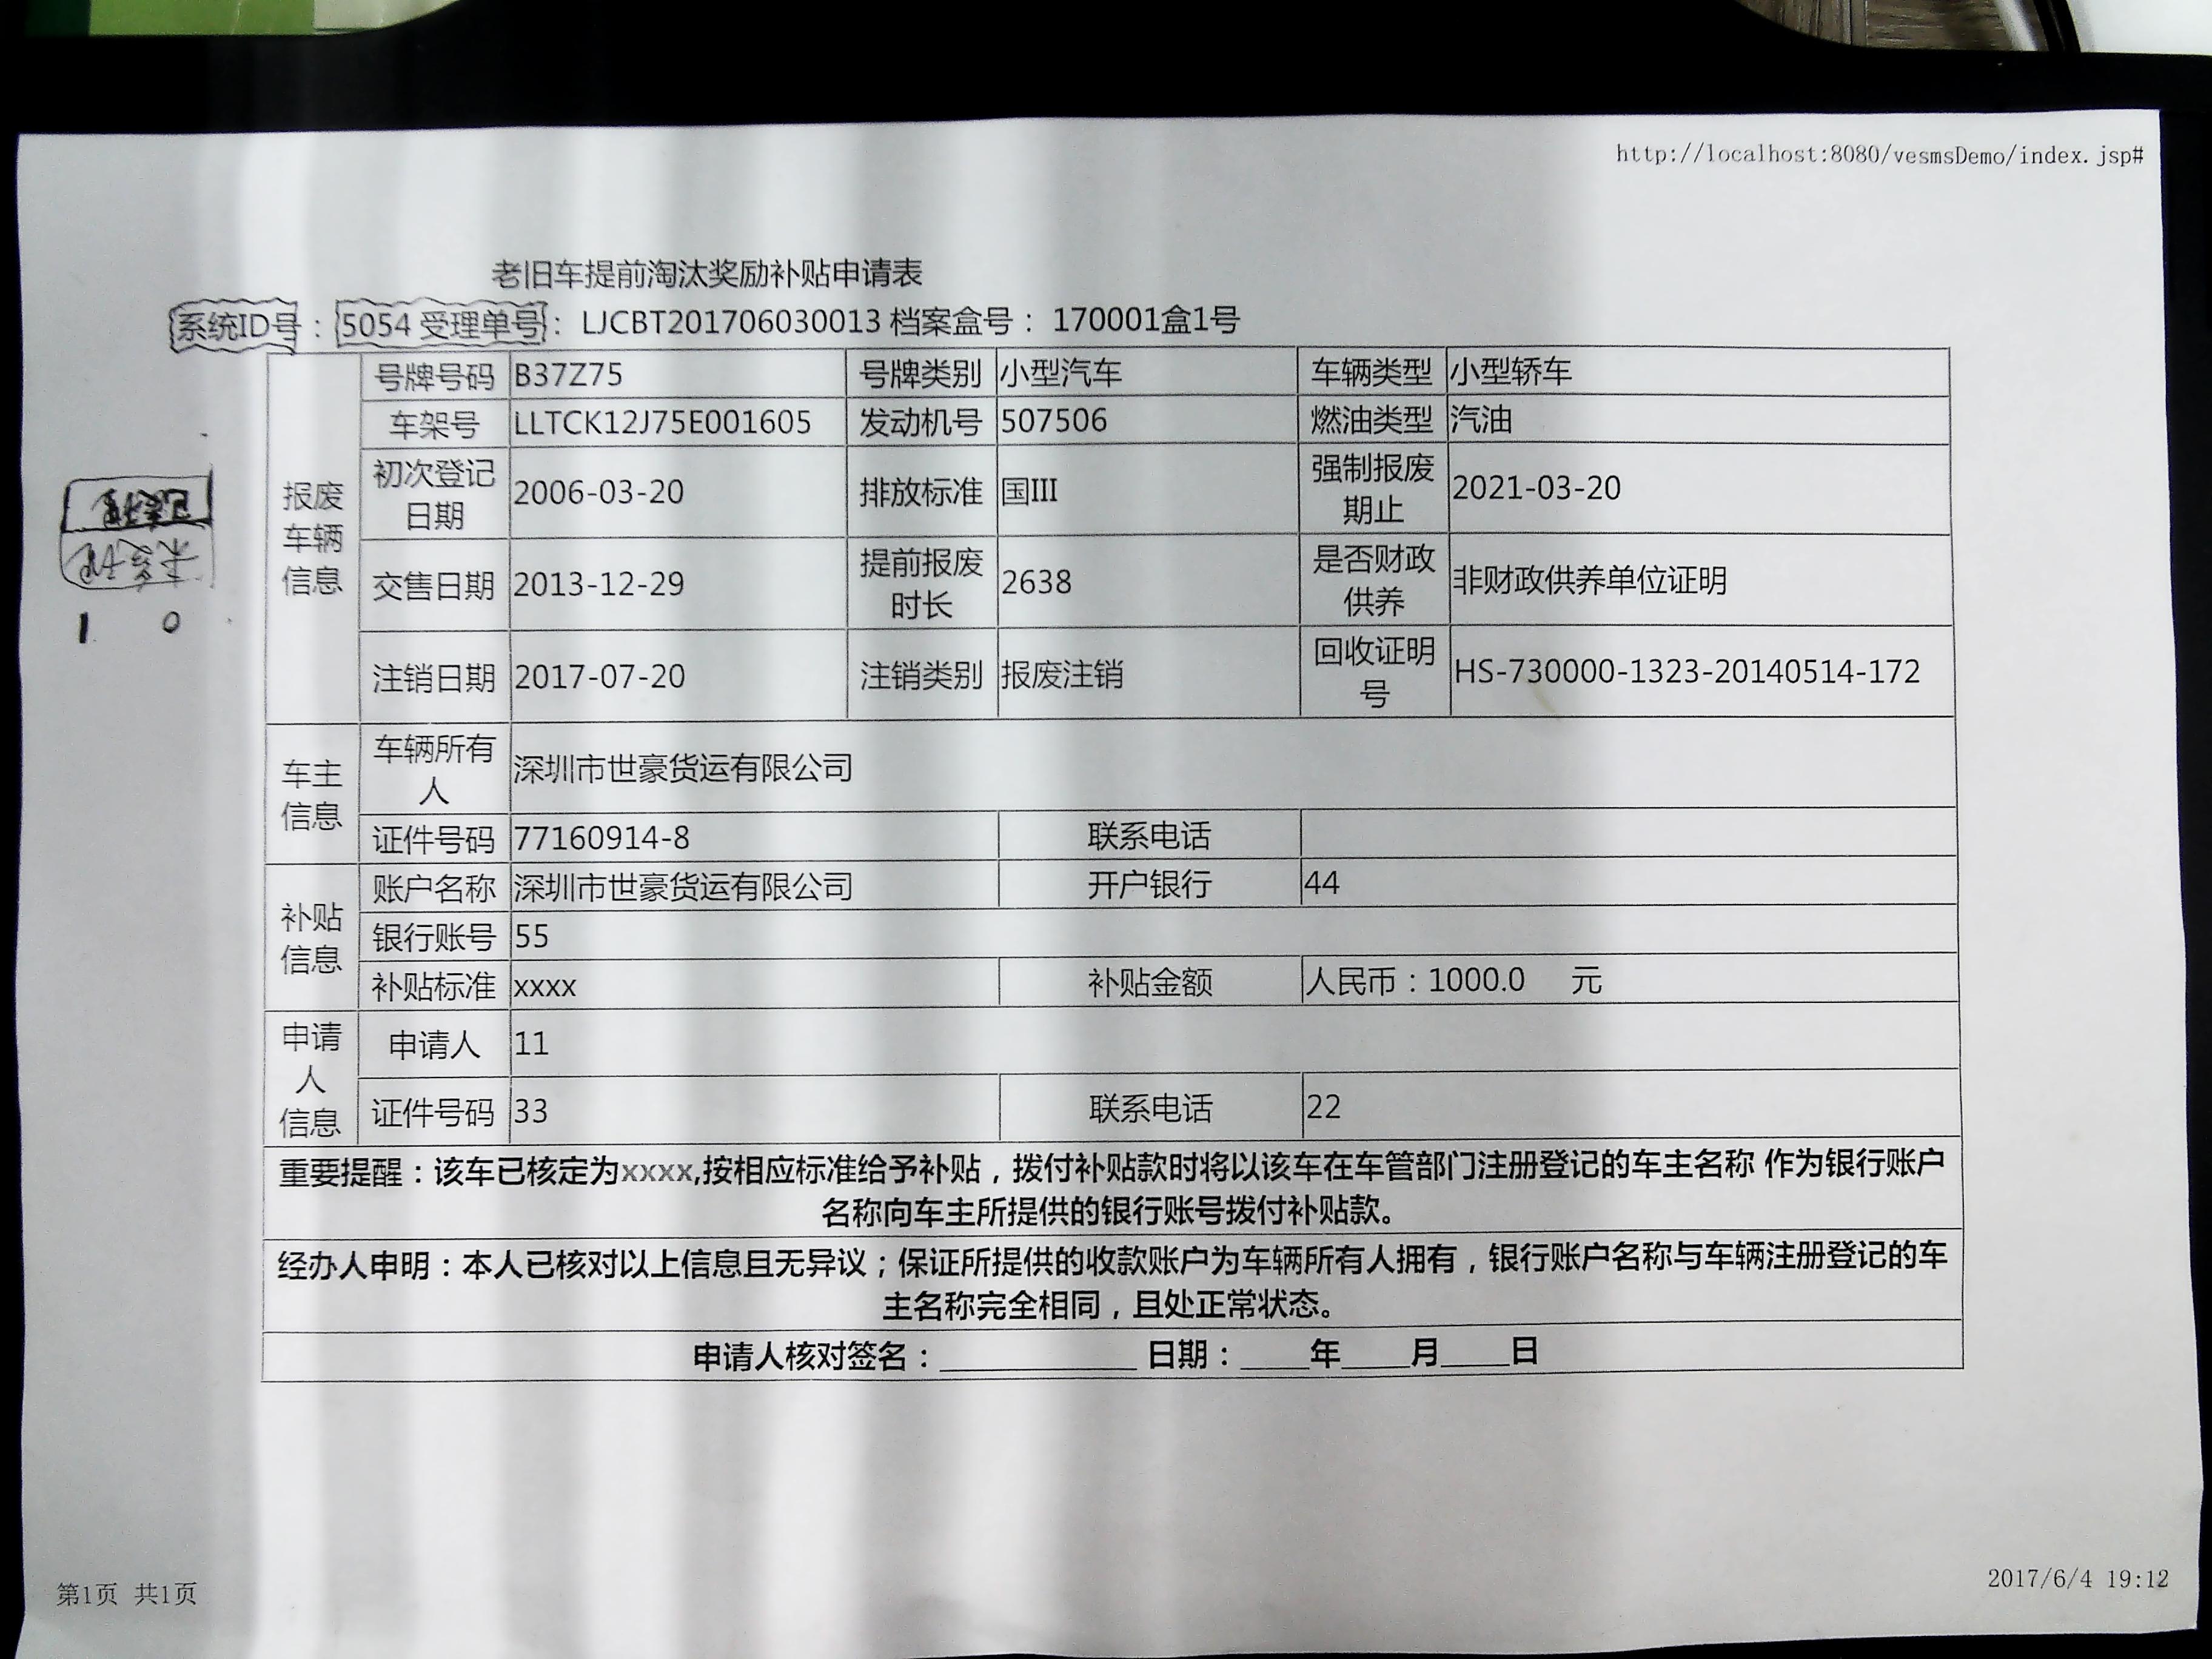 http://localhost:8080/vesmsDemo/index.jsp#
老旧车提前淘汰奖励补贴申请表
系统ID号： 5054 受理单号： LJCBT201706030013 档案盒号： 170001盒1号
报废车辆信息
号牌号码 B37Z75 号牌类别 小型汽车 车辆类型 小型轿车
车架号 LLTCK12J75E001605 发动机号 507506 燃油类型 汽油
初次登记日期 2006-03-20 排放标准 国III 强制报废期止 2021-03-20
交售日期 2013-12-29 提前报废时长 2638 是否财政供养 非财政供养单位证明
注销日期 2017-07-20 注销类别 报废注销 回收证明号 HS-730000-1323-20140514-172
车主信息
车辆所有人 深圳市世豪货运有限公司
证件号码 77160914-8 联系电话
补贴信息
账户名称 深圳市世豪货运有限公司 开户银行 44
银行账号 55
补贴标准 xxxx 补贴金额 人民币：1000.0 元
申请人信息
申请人 11
证件号码 33 联系电话 22
重要提醒：该车已核定为xxxx,按相应标准给予补贴，拨付补贴款时将以该车在车管部门注册登记的车主名称 作为银行账户
名称向车主所提供的银行账号拨付补贴款。
经办人申明：本人已核对以上信息且无异议；保证所提供的收款账户为车辆所有人拥有，银行账户名称与车辆注册登记的车
主名称完全相同，且处正常状态。
申请人核对签名：____________ 日期：____年____月____日
1 0
第1页 共1页
2017/6/4 19:12